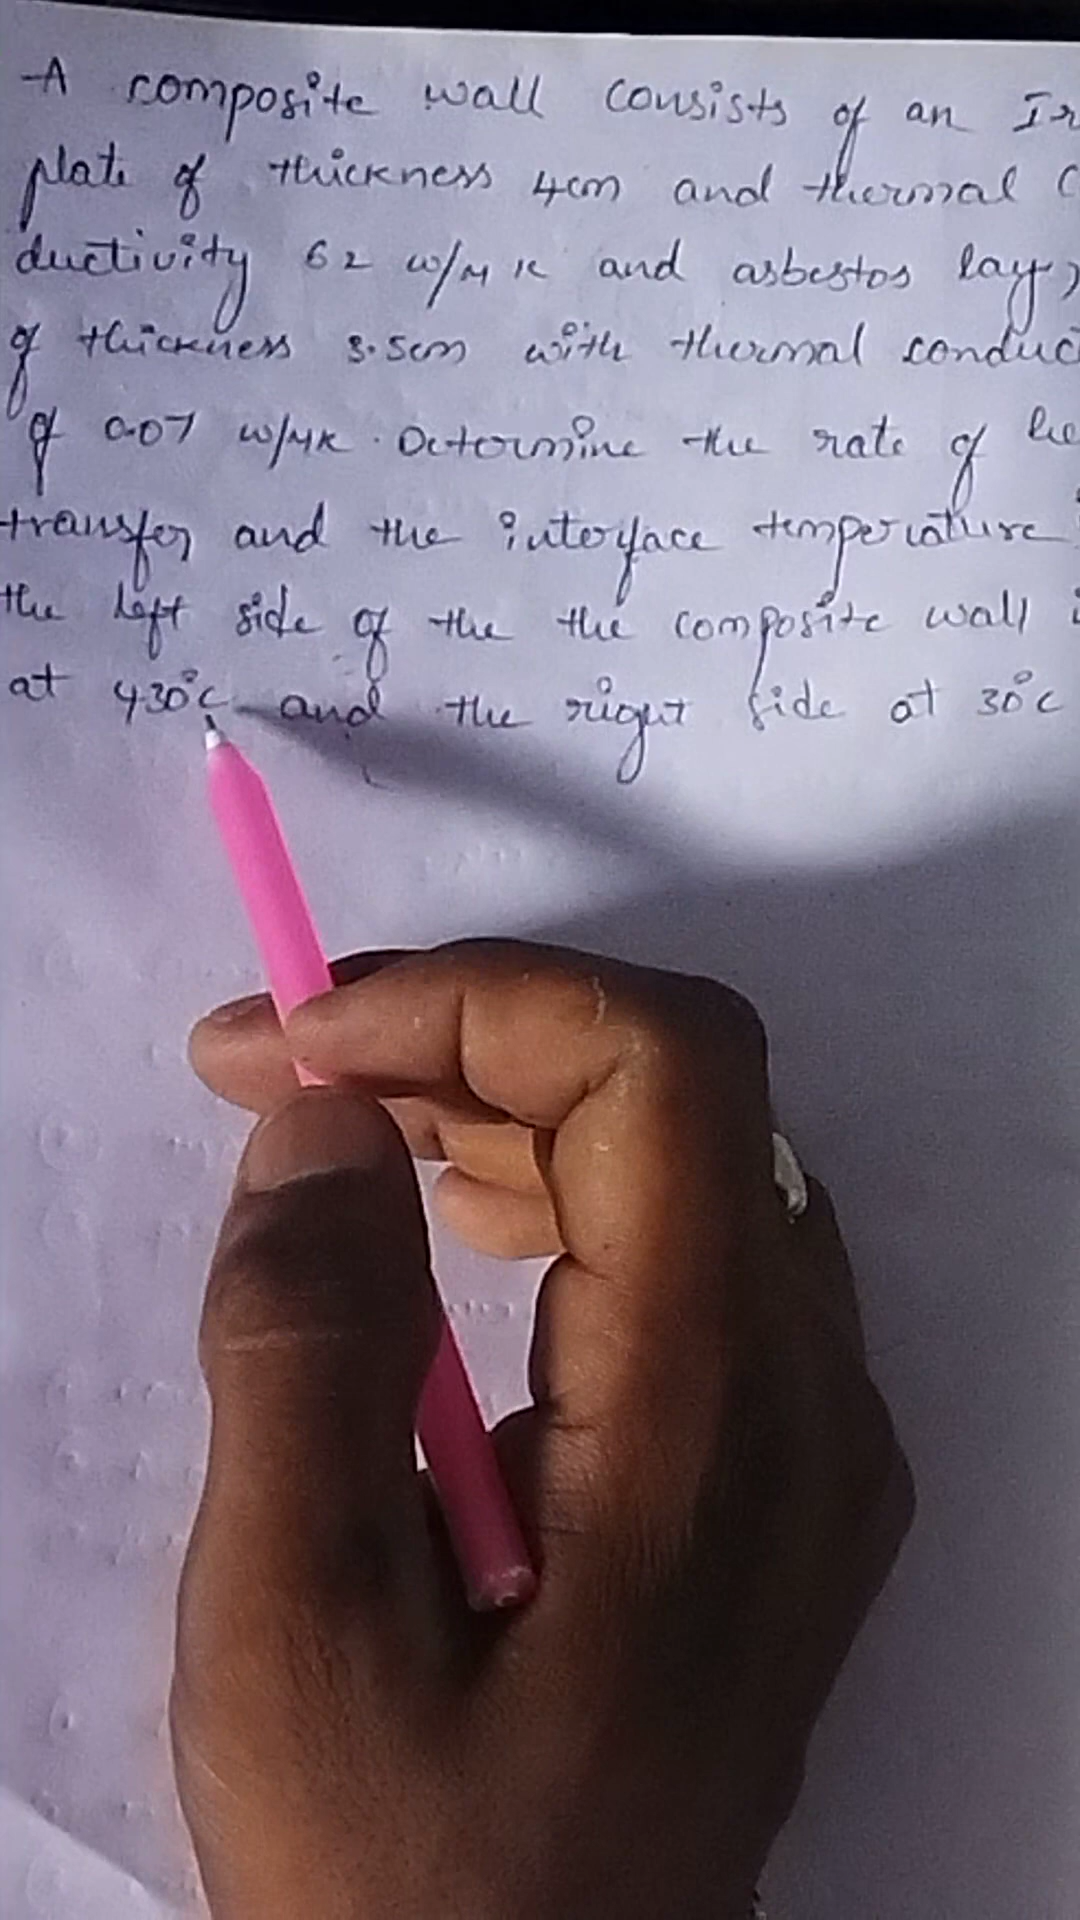 A composite wall consists of an Ir
plate of thickness 4cm and thermal C
ductivity 62 w/mk and asbestos lay
of thickness 3.5cm with thermal conduc
of 0.07 w/mk. Determine the rate of he
transfer and the interface temperature
the left side of the the composite wall i
at 430°c and the right side at 30°c